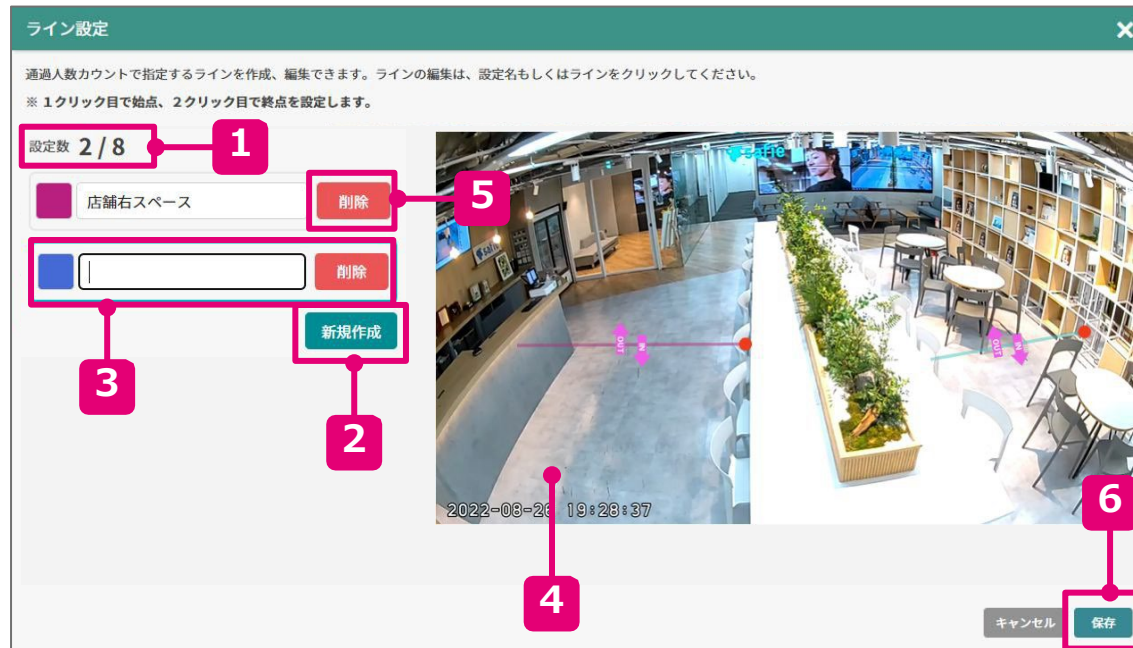 ライン設定
通過人数カウントで指定するラインを作成、編集できます。ラインの編集は、設定名もしくはラインをクリックしてください。
※ 1クリック目で始点、2クリック目で終点を設定します。
設定数 2 / 8
1
店舗右スペース
削除
5
削除
新規作成
3
2
safie
safie
OUT
IN
OUT
IN
2022-08-26 19:28:37
4
6
キャンセル
保存